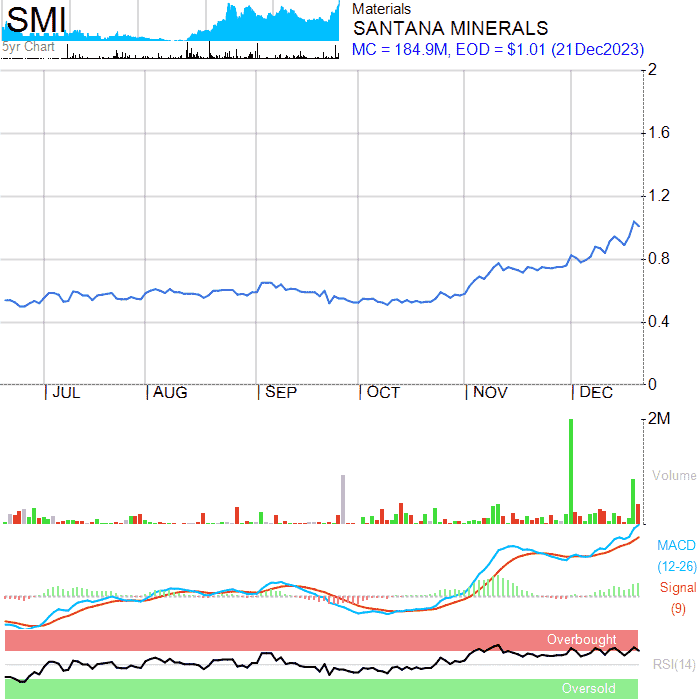 SMI
5yr Chart
Materials
SANTANA MINERALS
MC = 184.9M, EOD = $1.01 (21Dec2023)
2
1.6
1.2
0.8
0.4
0
JUL AUG SEP OCT NOV DEC
2M
Volume
MACD
(12-26)
Signal
(9)
Overbought
RSI(14)
Oversold